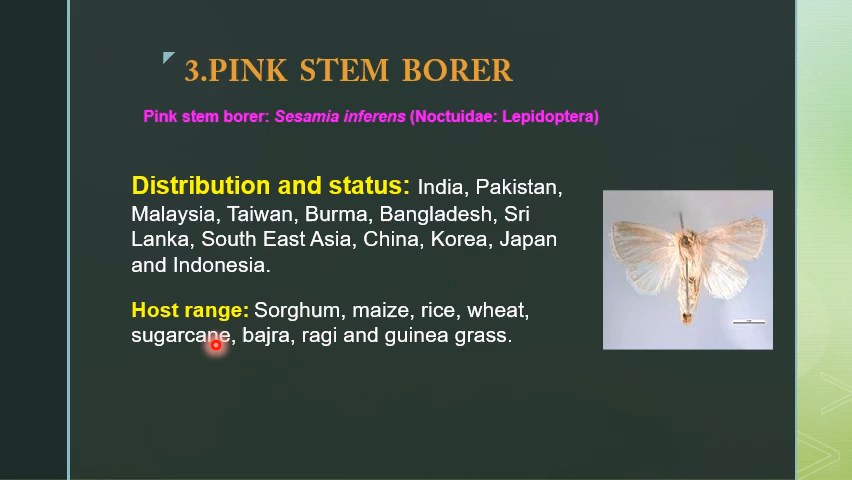 3.PINK STEM BORER
Pink stem borer: Sesamia inferens (Noctuidae: Lepidoptera)
Distribution and status: India, Pakistan,
Malaysia, Taiwan, Burma, Bangladesh, Sri
Lanka, South East Asia, China, Korea, Japan
and Indonesia.
Host range: Sorghum, maize, rice, wheat,
sugarcane, bajra, ragi and guinea grass.